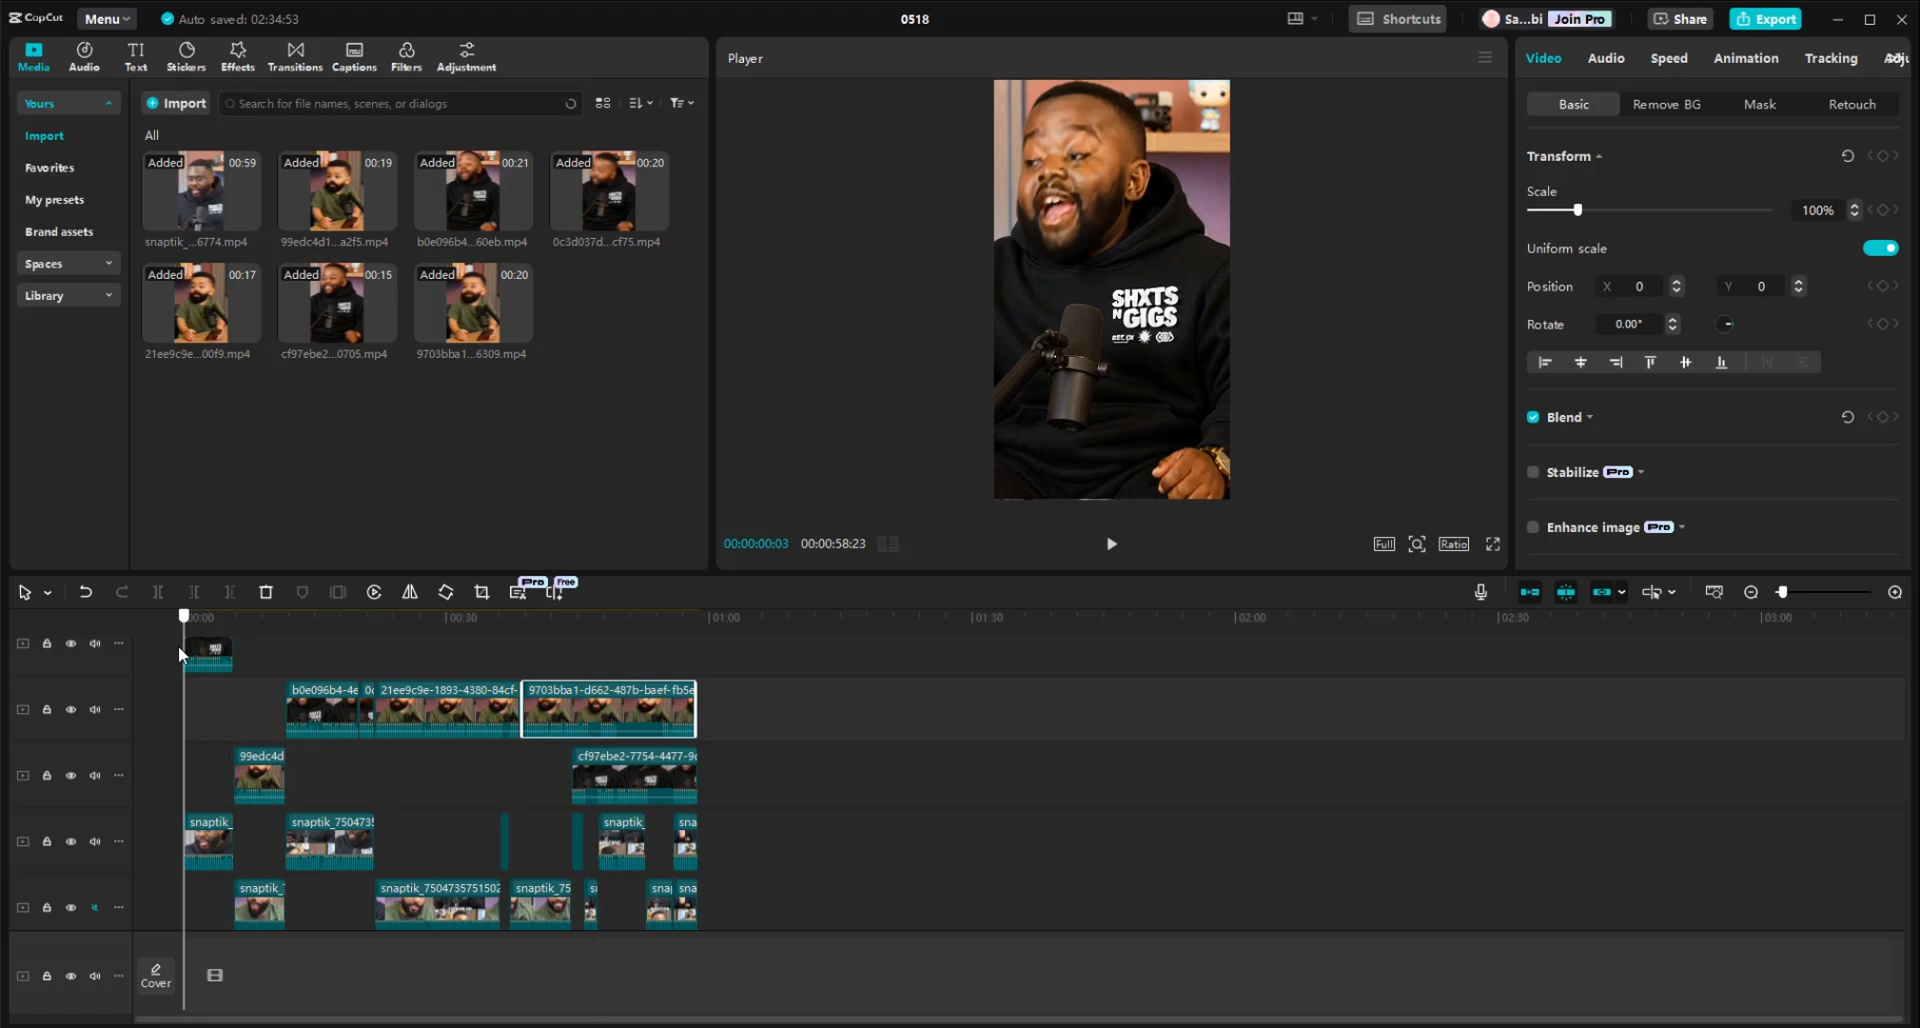 CapCut
Menu
Auto saved: 02:34:53
0518
Shortcuts
Sa...bi
Join Pro
Share
Export
Media
Audio
Text
Stickers
Effects
Transitions
Captions
Filters
Adjustment
Player
Video
Audio
Speed
Animation
Tracking
Yours
Import
Search for file names, scenes, or dialogs
Basic
Remove BG
Mask
Retouch
Import
All
Favorites
My presets
Brand assets
Spaces
Library
Added 00:59
Added 00:19
Added 00:21
Added 00:20
snaptik_...6774.mp4
99edc4d1...a2f5.mp4
b0e096b4...60eb.mp4
0c3d037d...cf75.mp4
Added 00:17
Added 00:15
Added 00:20
21ee9c9e...00f9.mp4
cf97ebe2...0705.mp4
9703bba1...6309.mp4
SHXTS
N GIGS
Transform
Scale
100%
Uniform scale
Position X 0 Y 0
Rotate 0.00°
Blend
Stabilize Pro
Enhance image Pro
00:00:00:03 00:00:58:23
Full
Ratio
Pro
Free
00:00
00:30
01:00
01:30
02:00
02:30
03:00
b0e096b4-4e
0c
21ee9c9e-1893-4380-84cf-
9703bba1-d662-487b-baef-fb5e
99edc4d
cf97ebe2-7754-4477-9c
snaptik_
snaptik_750473
snaptik_
sna
snaptik_
snaptik_7504735751502
snaptik_75
snap
sna
Cover